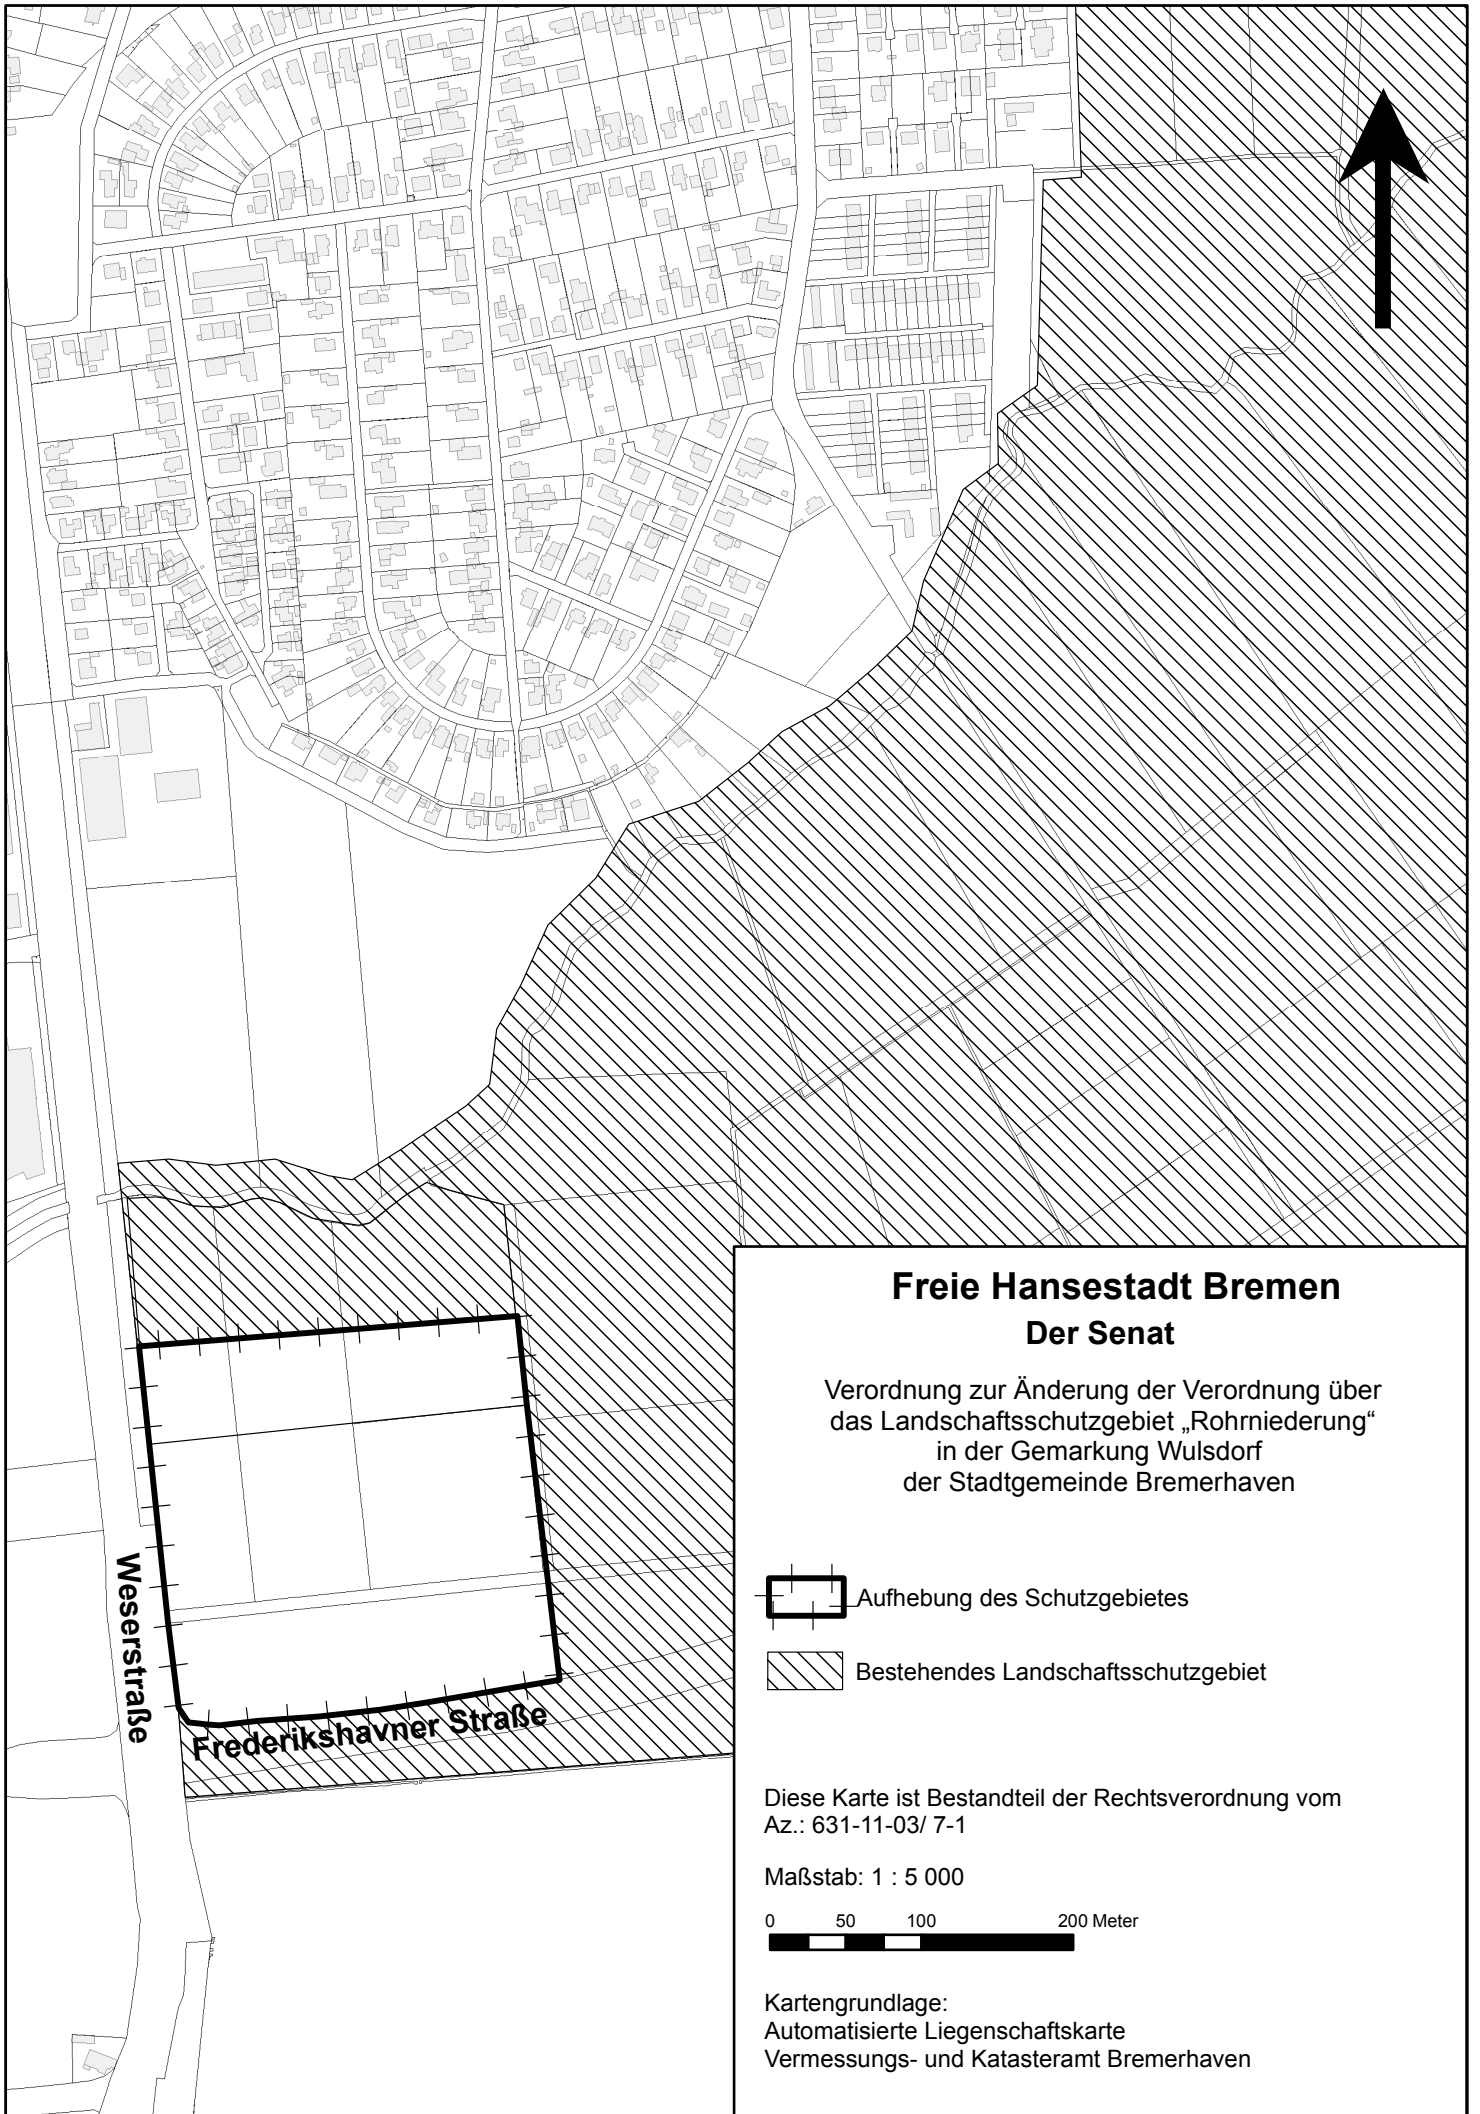 Weserstraße
Frederikshavner Straße
Freie Hansestadt Bremen
Der Senat
Verordnung zur Änderung der Verordnung über
das Landschaftsschutzgebiet „Rohrniederung“
in der Gemarkung Wulsdorf
der Stadtgemeinde Bremerhaven
Aufhebung des Schutzgebietes
Bestehendes Landschaftsschutzgebiet
Diese Karte ist Bestandteil der Rechtsverordnung vom
Az.: 631-11-03/ 7-1
Maßstab: 1 : 5 000
0 50 100 200 Meter
Kartengrundlage:
Automatisierte Liegenschaftskarte
Vermessungs- und Katasteramt Bremerhaven